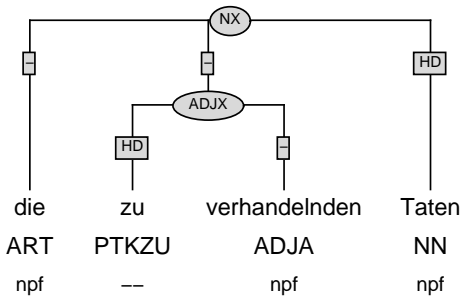 NX
– – HD
ADJX
HD –
die zu verhandelnden Taten
ART PTKZU ADJA NN
npf –– npf npf